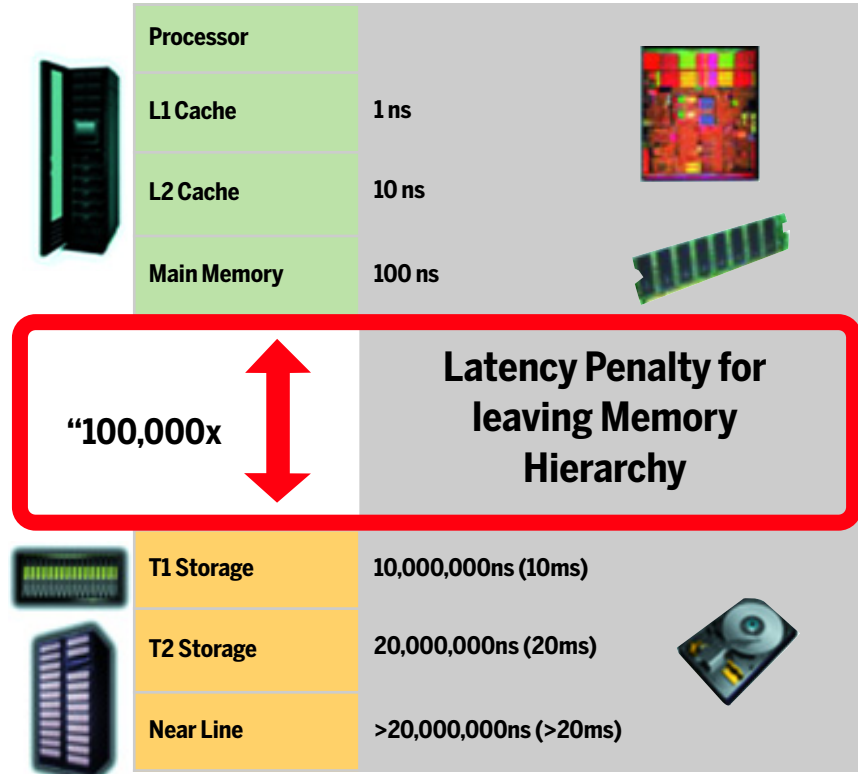 Processor
L1 Cache
1 ns
L2 Cache
10 ns
Main Memory
100 ns
“100,000x
Latency Penalty for
leaving Memory
Hierarchy
T1 Storage
10,000,000ns (10ms)
T2 Storage
20,000,000ns (20ms)
Near Line
>20,000,000ns (>20ms)